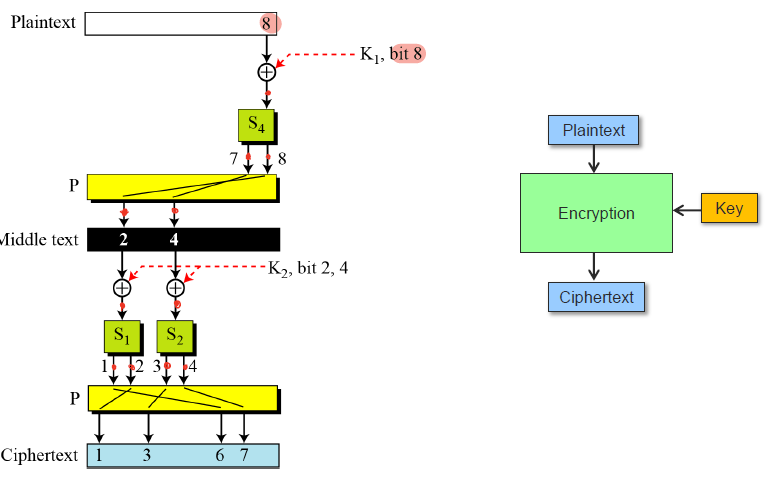 Plaintext
8
K1, bit 8
S4
7 8
P
Middle text 2 4
K2, bit 2, 4
S1 S2
1 2 3 4
P
Ciphertext 1 3 6 7
Plaintext
Encryption
Key
Ciphertext